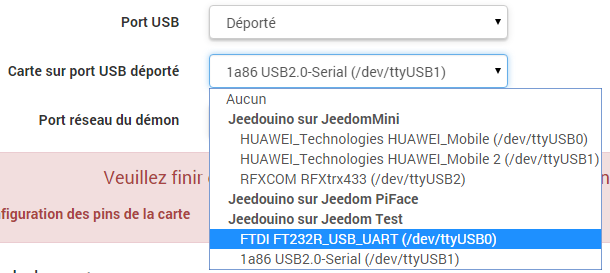 Port USB Déporté
Carte sur port USB déporté 1a86 USB2.0-Serial (/dev/ttyUSB1)
Port réseau du démon
Aucun
Jeedouino sur JeedomMini
HUAWEI_Technologies HUAWEI_Mobile (/dev/ttyUSB0)
HUAWEI_Technologies HUAWEI_Mobile 2 (/dev/ttyUSB1)
RFXCOM RFXtrx433 (/dev/ttyUSB2)
Jeedouino sur Jeedom PiFace
Jeedouino sur Jeedom Test
FTDI FT232R_USB_UART (/dev/ttyUSB0)
1a86 USB2.0-Serial (/dev/ttyUSB1)
Veuillez finir
figuration des pins de la carte